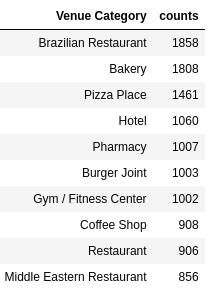 Venue Category counts
Brazilian Restaurant 1858
Bakery 1808
Pizza Place 1461
Hotel 1060
Pharmacy 1007
Burger Joint 1003
Gym / Fitness Center 1002
Coffee Shop 908
Restaurant 906
Middle Eastern Restaurant 856